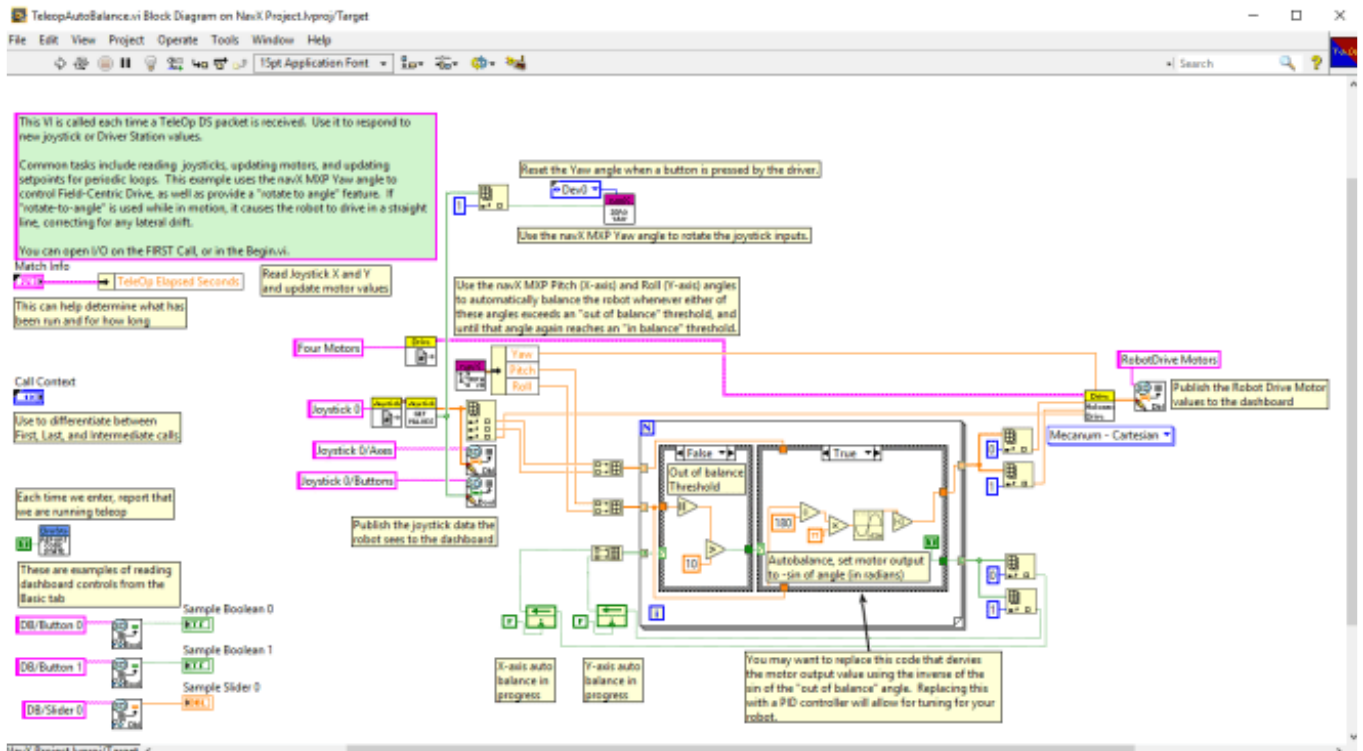 TeleopAutoBalance.vi Block Diagram on NavX Project.lvproj/Target
File Edit View Project Operate Tools Window Help
15pt Application Font
Search
This VI is called each time a TeleOp DS packet is received. Use it to respond to
new joystick or Driver Station values.
Common tasks include reading joysticks, updating motors, and updating
setpoints for periodic loops. This example uses the navX MXP Yaw angle to
control Field-Centric Drive, as well as provide a "rotate to angle" feature. If
"rotate-to-angle" is used while in motion, it causes the robot to drive in a straight
line, correcting for any lateral drift.
You can open I/O on the FIRST Call, or in the Begin.vi.
Match Info
TeleOp Elapsed Seconds
This can help determine what has
been run and for how long
Read Joystick X and Y
and update motor values
Reset the Yaw angle when a button is pressed by the driver.
Dev0
1
Use the navX MXP Yaw angle to rotate the joystick inputs.
Use the navX MXP Pitch (X-axis) and Roll (Y-axis) angles
to automatically balance the robot whenever either of
these angles exceeds an "out of balance" threshold, and
until that angle again reaches an "in balance" threshold.
Four Motors
Yaw
Pitch
Roll
RobotDrive Motors
Publish the Robot Drive Motor
values to the dashboard
Mecanum - Cartesian
Call Context
Use to differentiate between
First, Last, and Intermediate calls
Joystick 0
Joystick 0/Axes
Joystick 0/Buttons
Publish the joystick data the
robot sees to the dashboard
N
False
Out of balance
Threshold
10
True
180
π
Autobalance, set motor output
to -sin of angle (in radians)
i
0
1
0
1
Each time we enter, report that
we are running teleop
These are examples of reading
dashboard controls from the
Basic tab
DB/Button 0
Sample Boolean 0
DB/Button 1
Sample Boolean 1
DB/Slider 0
Sample Slider 0
F
F
X-axis auto
balance in
progress
Y-axis auto
balance in
progress
You may want to replace this code that dervies
the motor output value using the inverse of the
sin of the "out of balance" angle. Replacing this
with a PID controller will allow for tuning for your
robot.
NavX Project.lvproj/Target